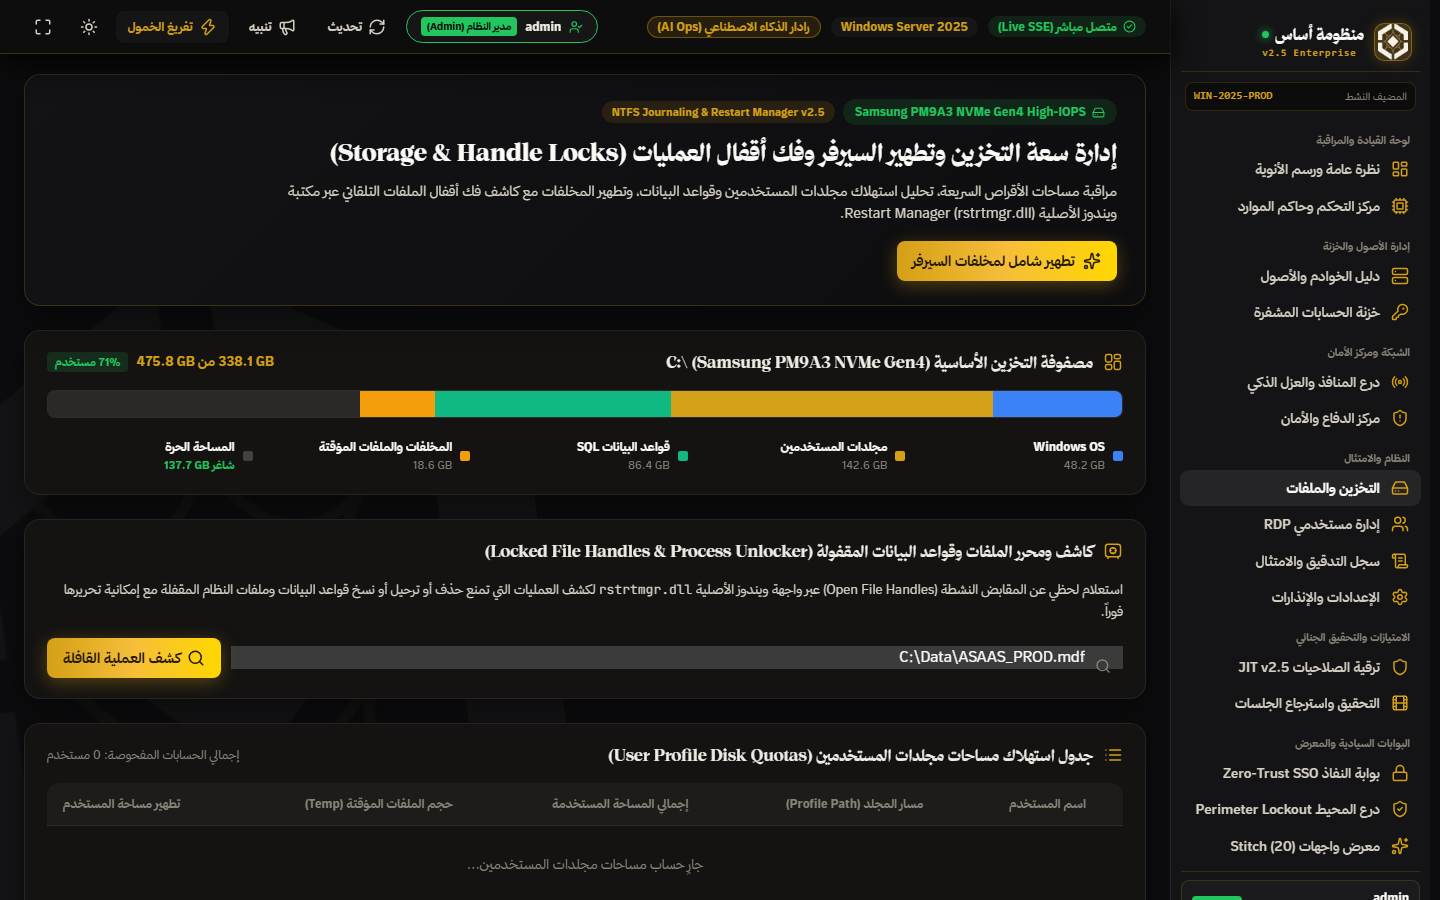 منظومة أساس
v2.5 Enterprise
المضيف النشط WIN-2025-PROD
لوحة القيادة والمراقبة
نظرة عامة ورسم الأنوية
مركز التحكم وحاكم الموارد
إدارة الأصول والخزنة
دليل الخوادم والأصول
خزنة الحسابات المشفرة
الشبكة ومركز الأمان
درع المنافذ والعزل الذكي
مركز الدفاع والأمان
النظام والامتثال
التخزين والملفات
إدارة مستخدمي RDP
سجل التدقيق والامتثال
الإعدادات والإنذارات
الامتيازات والتحقيق الجنائي
ترقية الصلاحيات JIT v2.5
التحقيق واسترجاع الجلسات
البوابات السيادية والمعرض
بوابة النفاذ Zero-Trust SSO
درع المحيط Perimeter Lockout
معرض واجهات Stitch (20)
admin
متصل مباشر (Live SSE)
Windows Server 2025
رادار الذكاء الاصطناعي (AI Ops)
admin مدير النظام (Admin)
تحديث
تنبيه
تفريغ الخمول
Samsung PM9A3 NVMe Gen4 High-IOPS
NTFS Journaling & Restart Manager v2.5
إدارة سعة التخزين وتطهير السيرفر وفك أقفال العمليات (Storage & Handle Locks)
مراقبة مساحات الأقراص السريعة، تحليل استهلاك مجلدات المستخدمين وقواعد البيانات، وتطهير المخلفات مع كاشف فك أقفال الملفات التلقائي عبر مكتبة
ويندوز الأصلية Restart Manager (rstrtmgr.dll).
تطهير شامل لمخلفات السيرفر
مصفوفة التخزين الأساسية C:\ (Samsung PM9A3 NVMe Gen4)
338.1 GB من 475.8 GB
71% مستخدم
Windows OS
48.2 GB
مجلدات المستخدمين
142.6 GB
قواعد البيانات SQL
86.4 GB
المخلفات والملفات المؤقتة
18.6 GB
المساحة الحرة
137.7 GB شاغر
كاشف ومحرر الملفات وقواعد البيانات المقفولة (Locked File Handles & Process Unlocker)
استعلام لحظي عن المقابض النشطة (Open File Handles) عبر واجهة ويندوز الأصلية rstrtmgr.dll لكشف العمليات التي تمنع حذف أو ترحيل أو نسخ قواعد البيانات وملفات النظام المقفلة مع إمكانية تحريرها
فوراً.
C:\Data\ASAAS_PROD.mdf
كشف العملية القافلة
جدول استهلاك مساحات مجلدات المستخدمين (User Profile Disk Quotas)
إجمالي الحسابات المفحوصة: 0 مستخدم
اسم المستخدم
مسار المجلد (Profile Path)
إجمالي المساحة المستخدمة
حجم الملفات المؤقتة (Temp)
تطهير مساحة المستخدم
جارٍ حساب مساحات مجلدات المستخدمين...